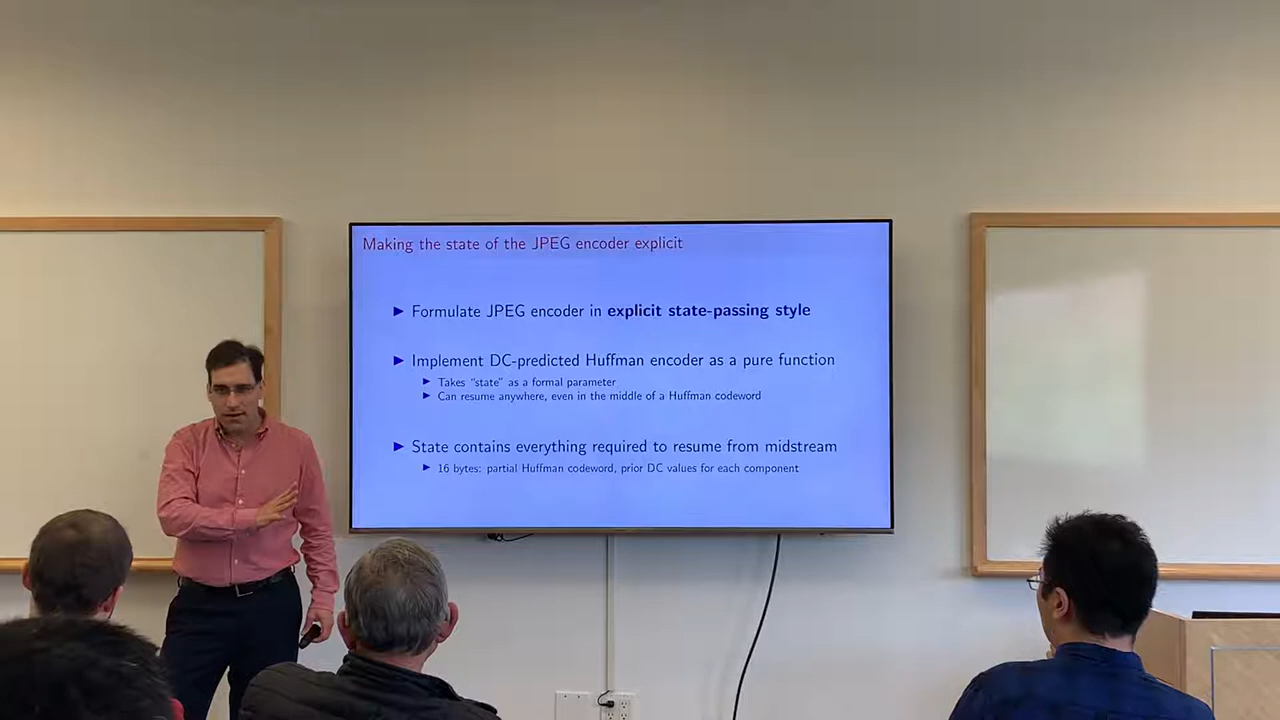 Making the state of the JPEG encoder explicit
▶ Formulate JPEG encoder in explicit state-passing style
▶ Implement DC-predicted Huffman encoder as a pure function
▶ Takes “state” as a formal parameter
▶ Can resume anywhere, even in the middle of a Huffman codeword
▶ State contains everything required to resume from midstream
▶ 16 bytes: partial Huffman codeword, prior DC values for each component